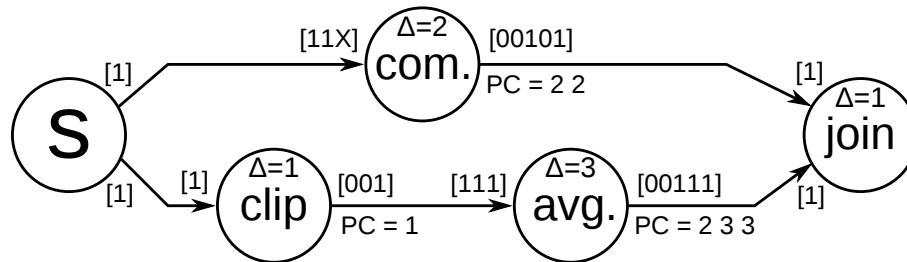 Δ=2
[11X]
[00101]
com.
[1]
PC = 2 2
[1]
S
Δ=1
join
Δ=1
Δ=3
[1]
[1]
clip
[001]
[111]
avg.
[00111]
[1]
PC = 1
PC = 2 3 3